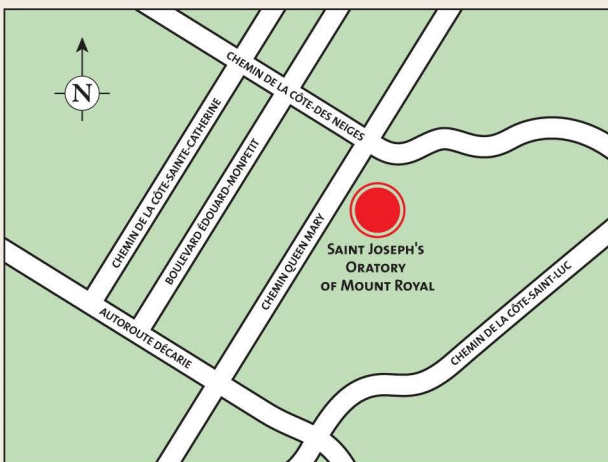 N
CHEMIN DE LA CÔTE-DES NEIGES
CHEMIN DE LA CÔTE-SAINTE-CATHERINE
BOULEVARD ÉDOUARD-MONPETIT
CHEMIN QUEEN MARY
SAINT JOSEPH'S
ORATORY
OF MOUNT ROYAL
CHEMIN DE LA CÔTE-SAINT-LUC
AUTOROUTE DÉCARIE